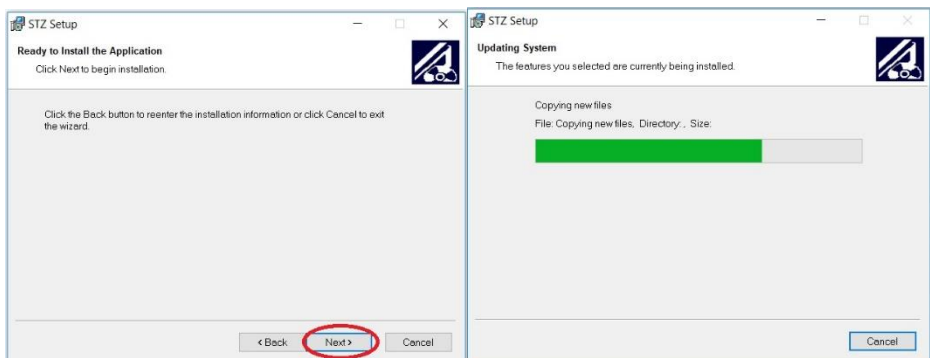 STZ Setup
Ready to Install the Application
Click Next to begin installation.
Click the Back button to reenter the installation information or click Cancel to exit
the wizard.
< Back
Next >
Cancel
STZ Setup
Updating System
The features you selected are currently being installed.
Copying new files
File: Copying new files, Directory: , Size:
Cancel